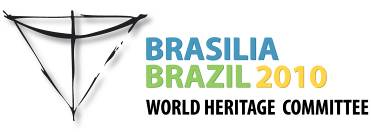 BRASILIA
BRAZIL 2010
WORLD HERITAGE COMMITTEE